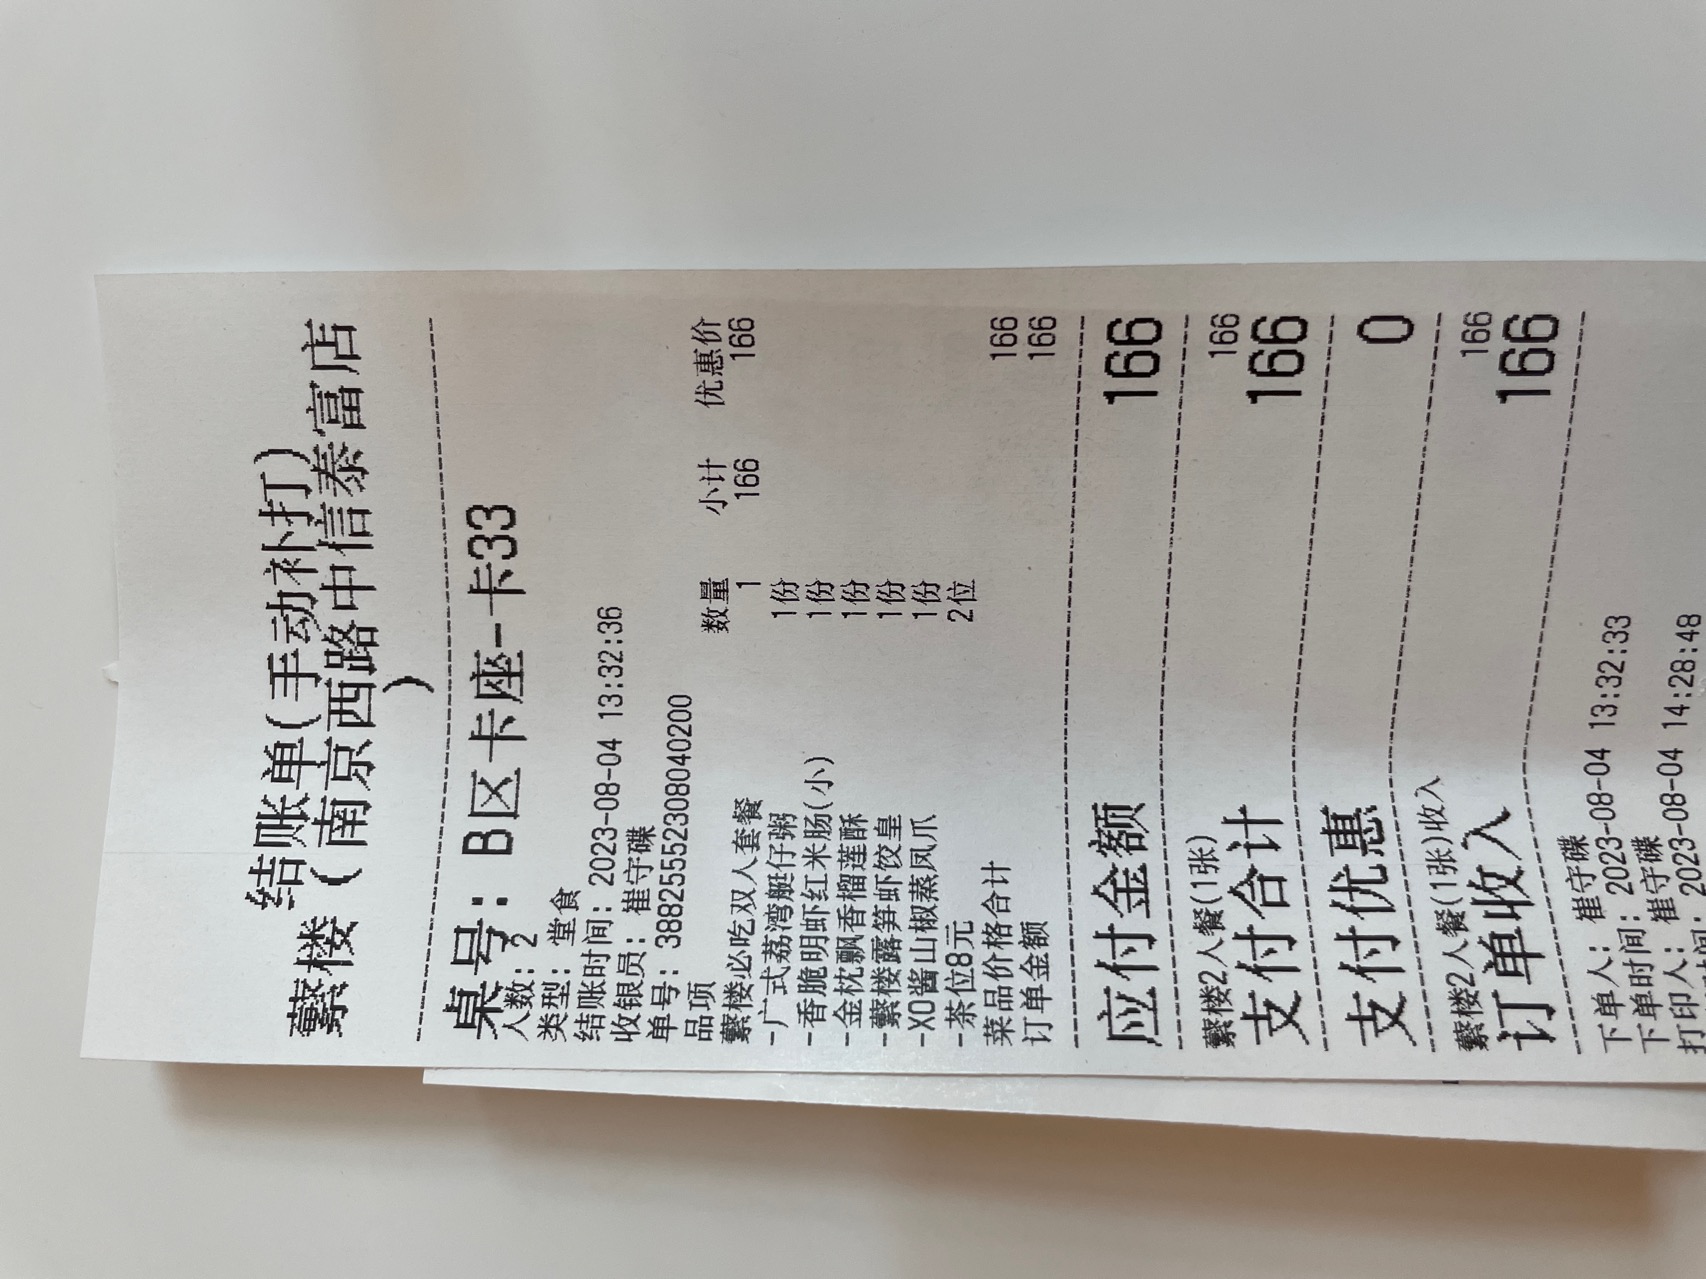 结账单(手动补打)
蘩楼（南京西路中信泰富店
）
桌号: B区卡座-卡33
人数: 2
类型: 堂食
结账时间: 2023-08-04 13:32:36
收银员: 崔守碟
单号: 38825552308040200
品项 数量 小计 优惠价
蘩楼必吃双人套餐 1 166 166
-广式荔湾艇仔粥 1份
-香脆明虾红米肠(小) 1份
-金枕飘香榴莲酥 1份
-蘩楼露笋虾饺皇 1份
-XO酱山椒蒸凤爪 1份
-茶位8元 2位
菜品价格合计 166
订单金额 166
应付金额 166
蘩楼2人餐(1张) 166
支付合计 166
支付优惠 0
蘩楼2人餐(1张)收入 166
订单收入 166
下单人: 崔守碟
下单时间: 2023-08-04 13:32:33
打印人: 崔守碟
2023-08-04 14:28:48